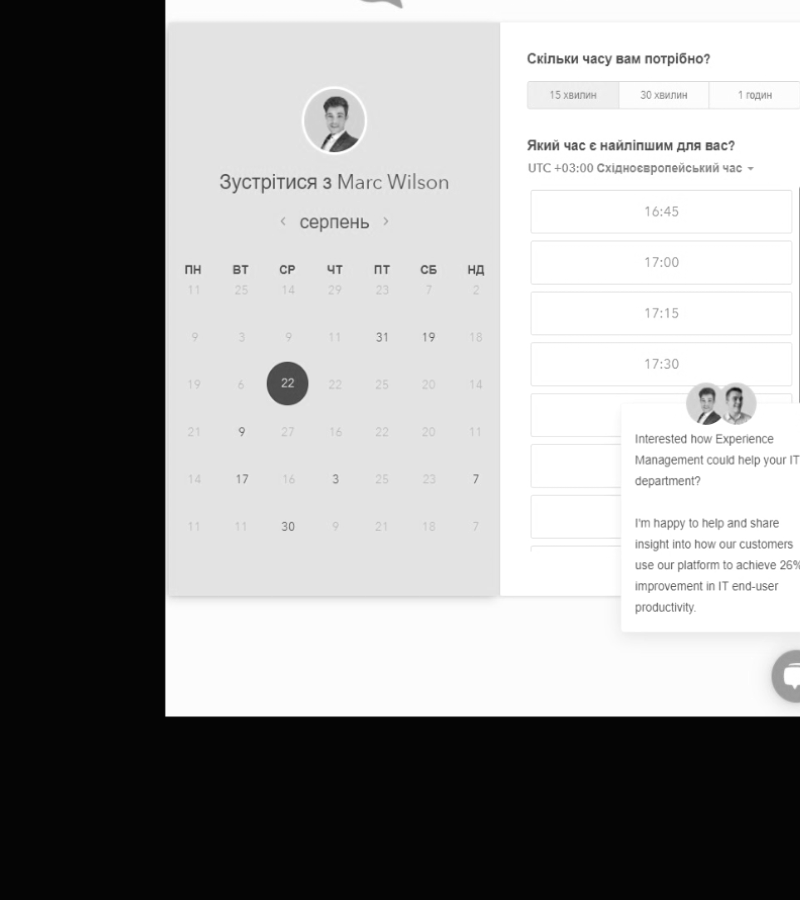 Зустрітися з Marc Wilson
‹ серпень ›
ПН ВТ СР ЧТ ПТ СБ НД
11 25 14 29 23 7 2
9 3 9 11 31 19 18
19 6 22 22 25 20 14
21 9 27 16 22 20 11
14 17 16 3 25 23 7
11 11 30 9 21 18 7
Скільки часу вам потрібно?
15 хвилин 30 хвилин 1 годин
Який час є найліпшим для вас?
UTC +03:00 Східноєвропейський час
16:45
17:00
17:15
17:30
Interested how Experience
Management could help your IT
department?
I'm happy to help and share
insight into how our customers
use our platform to achieve 26%
improvement in IT end-user
productivity.